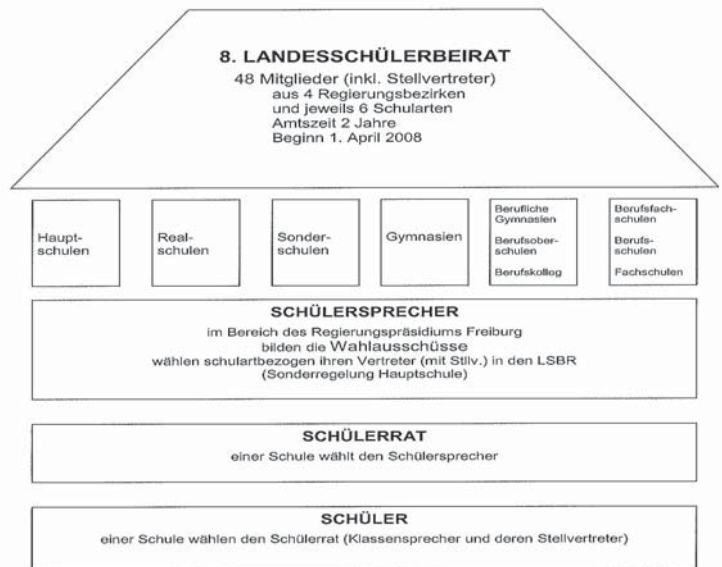 8. LANDESSCHÜLERBEIRAT
48 Mitglieder (inkl. Stellvertreter)
aus 4 Regierungsbezirken
und jeweils 6 Schularten
Amtszeit 2 Jahre
Beginn 1. April 2008
Haupt-
schulen
Real-
schulen
Sonder-
schulen
Gymnasien
Berufliche
Gymnasien
Berufsober-
schulen
Berufskolleg
Berufsfach-
schulen
Berufs-
schulen
Fachschulen
SCHÜLERSPRECHER
im Bereich des Regierungspräsidiums Freiburg
bilden die Wahlausschüsse
wählen schulartbezogen ihren Vertreter (mit Stllv.) in den LSBR
(Sonderregelung Hauptschule)
SCHÜLERRAT
einer Schule wählt den Schülersprecher
SCHÜLER
einer Schule wählen den Schülerrat (Klassensprecher und deren Stellvertreter)